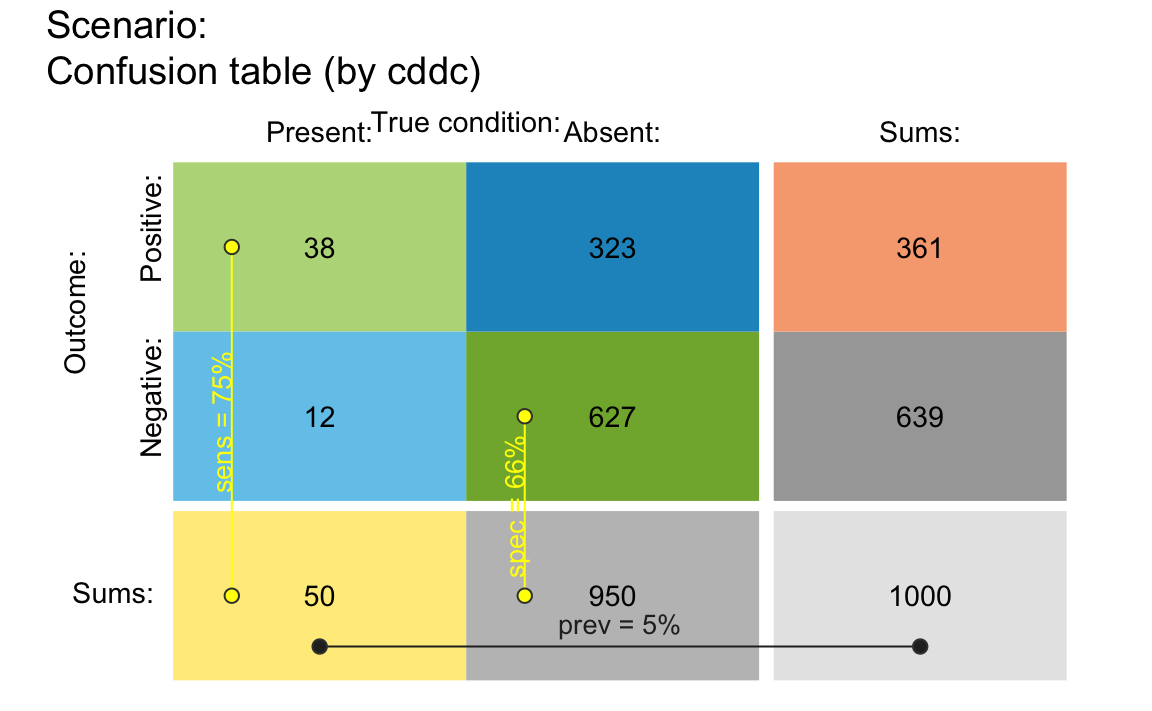 Scenario:
Confusion table (by cddc)
True condition:
Present:
Absent:
Sums:
Outcome:
Positive:
38
323
361
Negative:
12
627
639
sens = 75%
spec = 66%
Sums:
50
950
1000
prev = 5%